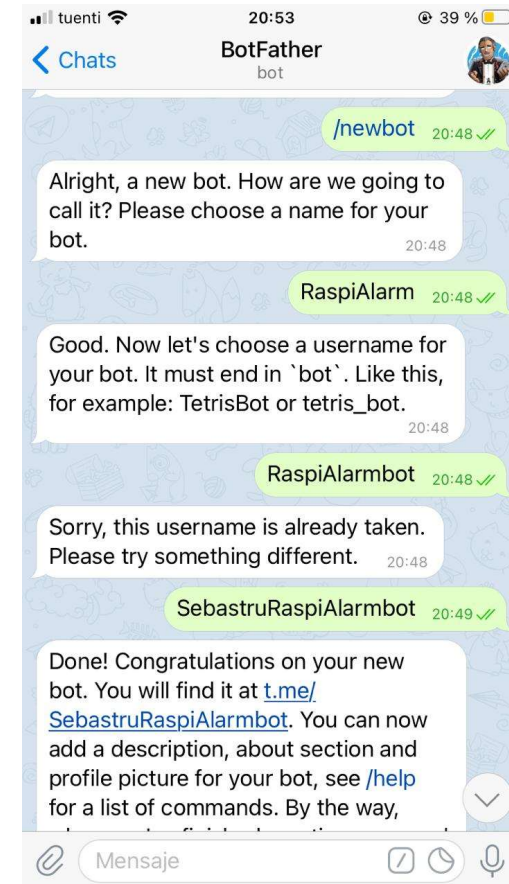 tuenti 20:53 39 %
Chats BotFather
bot
/newbot 20:48
Alright, a new bot. How are we going to
call it? Please choose a name for your
bot. 20:48
RaspiAlarm 20:48
Good. Now let's choose a username for
your bot. It must end in `bot`. Like this,
for example: TetrisBot or tetris_bot.
20:48
RaspiAlarmbot 20:48
Sorry, this username is already taken.
Please try something different. 20:48
SebastruRaspiAlarmbot 20:49
Done! Congratulations on your new
bot. You will find it at t.me/
SebastruRaspiAlarmbot. You can now
add a description, about section and
profile picture for your bot, see /help
for a list of commands. By the way,
Mensaje